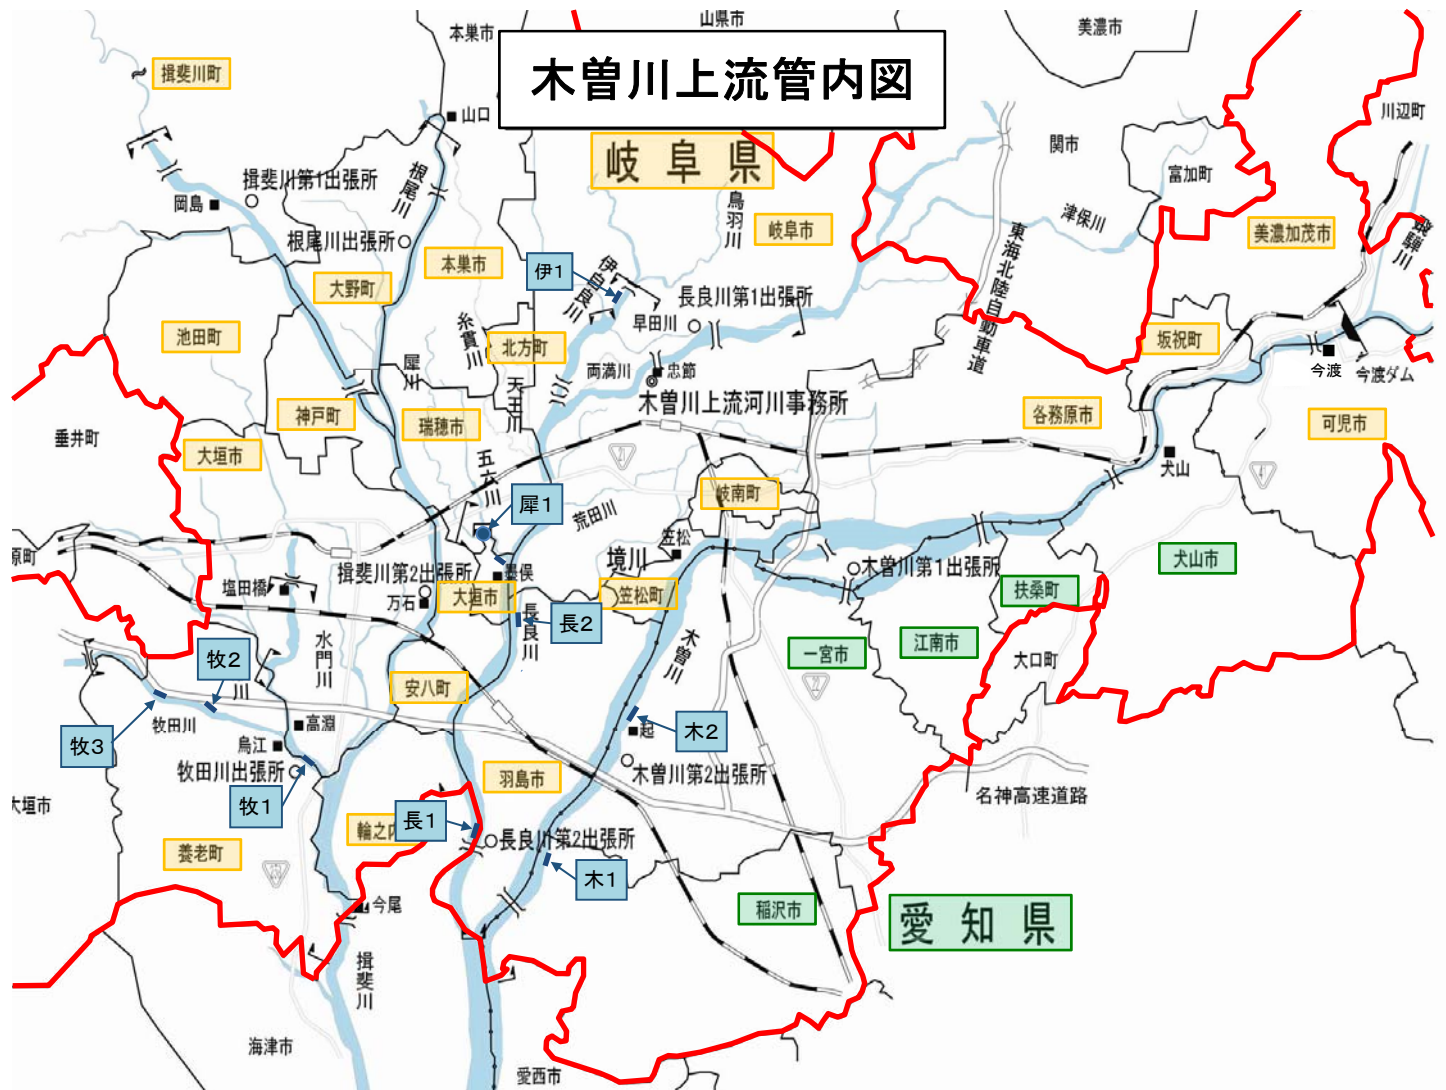 木曽川上流管内図
山県市
本巣市
美濃市
揖斐川町
川辺町
山口
関市
岐阜県
富加町
根尾川
揖斐川第1出張所
岡島
鳥羽川
岐阜市
津保川
美濃加茂市
飛騨川
根尾川出張所
東海北陸自動車道
本巣市
伊1
伊自良川
大野町
長良川第1出張所
早田川
池田町
糸貫川
北方町
坂祝町
犀川
両満川
忠節
今渡
今渡ダム
天王川
木曽川上流河川事務所
神戸町
瑞穂市
各務原市
可児市
垂井町
大垣市
五六川
21
41
犬山
岐南町
犀1
荒田川
笠松
原町
境川
犬山市
揖斐川第2出張所
墨俣
木曽川第1出張所
塩田橋
万石
大垣市
笠松町
扶桑町
長良川
長2
水門川
木曽川
江南市
一宮市
大口町
牧2
川
安八町
22
牧3
牧田川
高淵
起
木2
烏江
牧田川出張所
羽島市
木曽川第2出張所
牧1
名神高速道路
大垣市
輪之内
長1
長良川第2出張所
養老町
木1
今尾
稲沢市
愛知県
揖斐川
海津市
愛西市